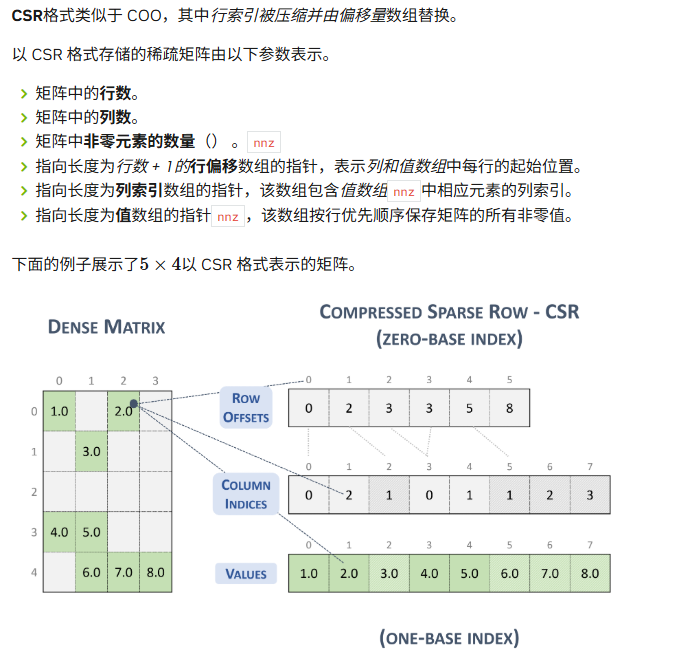 CSR格式类似于 COO，其中行索引被压缩并由偏移量数组替换。
以 CSR 格式存储的稀疏矩阵由以下参数表示。
矩阵中的行数。
矩阵中的列数。
矩阵中非零元素的数量（） 。 nnz
指向长度为行数 + 1的行偏移数组的指针，表示列和值数组中每行的起始位置。
指向长度为列索引数组的指针，该数组包含值数组 nnz 中相应元素的列索引。
指向长度为值数组的指针 nnz ，该数组按行优先顺序保存矩阵的所有非零值。
下面的例子展示了5 × 4以 CSR 格式表示的矩阵。
DENSE MATRIX
0 1 2 3
0 1.0 2.0
1 3.0
2
3 4.0 5.0
4 6.0 7.0 8.0
COMPRESSED SPARSE ROW - CSR
(ZERO-BASE INDEX)
0 1 2 3 4 5
ROW
OFFSETS
0 2 3 3 5 8
0 1 2 3 4 5 6 7
COLUMN
INDICES
0 2 1 0 1 1 2 3
0 1 2 3 4 5 6 7
VALUES
1.0 2.0 3.0 4.0 5.0 6.0 7.0 8.0
(ONE-BASE INDEX)